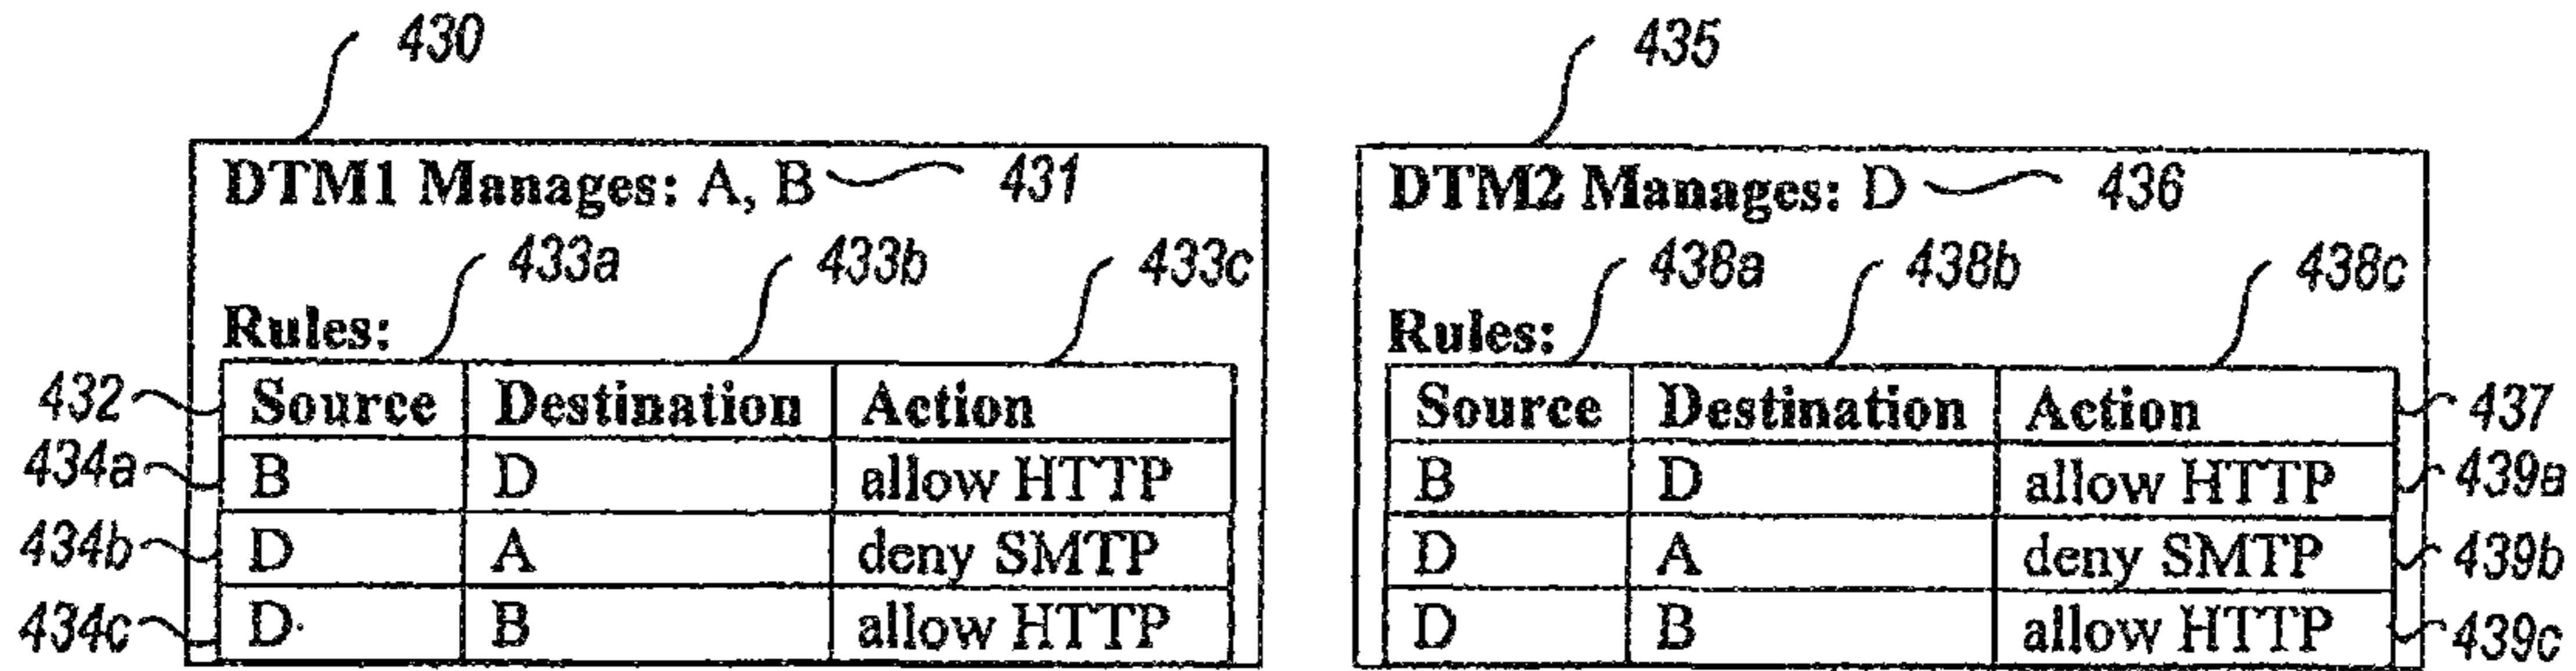 430
DTM1 Manages: A, B 431
433a 433b 433c
Rules:
432 Source Destination Action
434a B D allow HTTP
434b D A deny SMTP
434c D B allow HTTP
435
DTM2 Manages: D 436
438a 438b 438c
Rules:
Source Destination Action 437
B D allow HTTP 439a
D A deny SMTP 439b
D B allow HTTP 439c